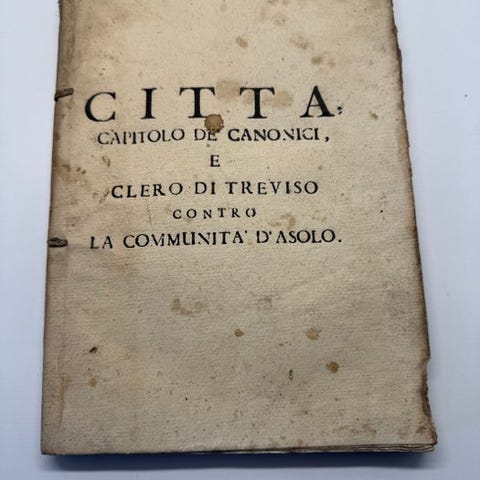 CITTA,
CAPITOLO DE' CANONICI,
E
CLERO DI TREVISO
CONTRO
LA COMMUNITA' D'ASOLO.